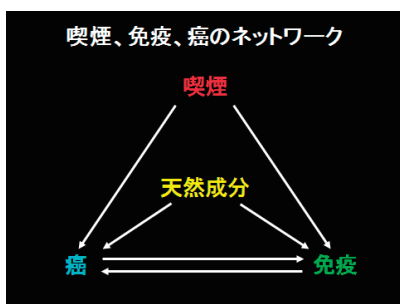 喫煙、免疫、癌のネットワーク
喫煙
天然成分
癌
免疫